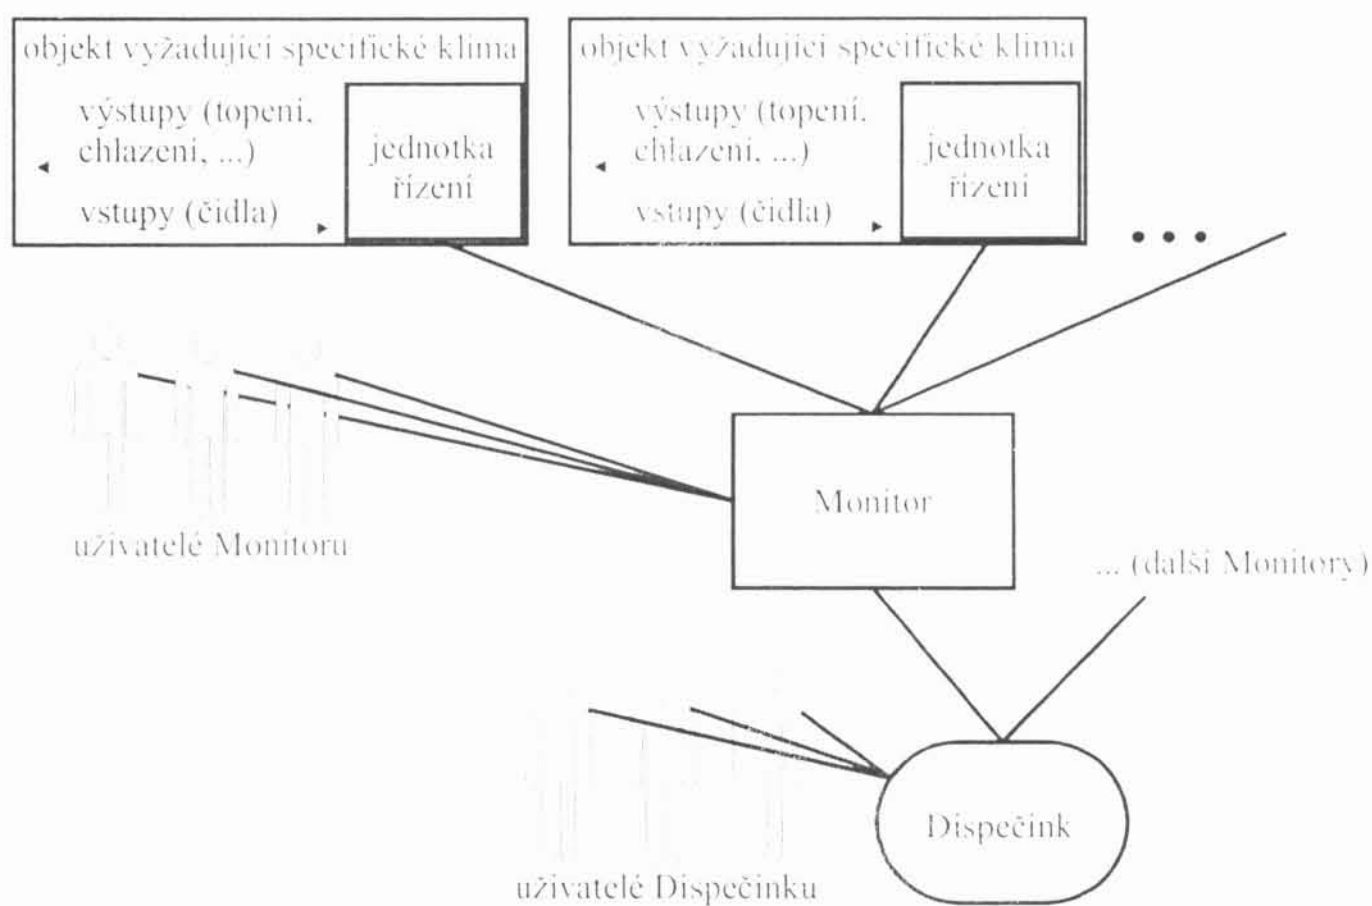 objekt vyžadující specifické klima
výstupy (topení,
chlazení, ...)
vstupy (čidla)
jednotka
řízení
objekt vyžadující specifické klima
výstupy (topení,
chlazení, ...)
vstupy (čidla)
jednotka
řízení
• • •
uživatelé Monitoru
Monitor
... (další Monitory)
uživatelé Dispečinku
Dispečink